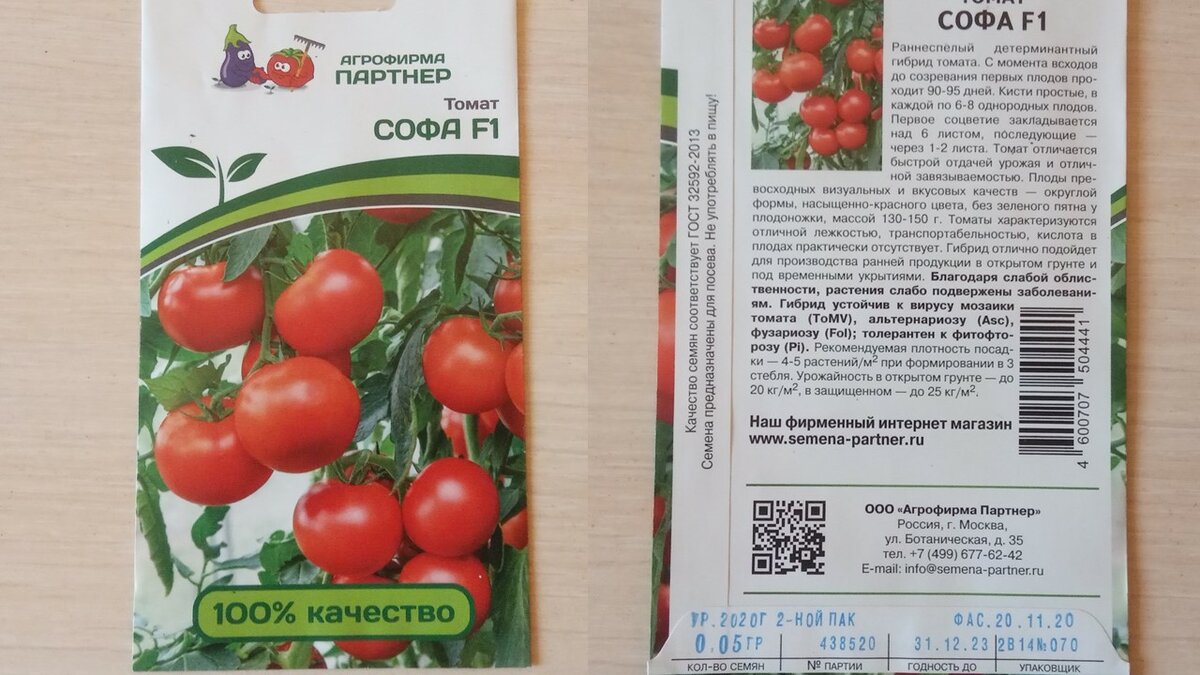 АГРОФИРМА
ПАРТНЕР
Томат
СОФА F1
100% качество
ТОМАТ
СОФА F1
Раннеспелый детерминантный
гибрид томата. С момента всходов
до созревания первых плодов про-
ходит 90-95 дней. Кисти простые, в
каждой по 6-8 однородных плодов.
Первое соцветие закладывается
над 6 листом, последующие —
через 1-2 листа. Томат отличается
быстрой отдачей урожая и отлич-
ной завязываемостью. Плоды пре-
восходных визуальных и вкусовых качеств — округлой
формы, насыщенно-красного цвета, без зеленого пятна у
плодоножки, массой 130-150 г. Томаты характеризуются
отличной лежкостью, транспортабельностью, кислота в
плодах практически отсутствует. Гибрид отлично подойдет
для производства ранней продукции в открытом грунте и
под временными укрытиями. Благодаря слабой облис-
ственности, растения слабо подвержены заболевани-
ям. Гибрид устойчив к вирусу мозаики
томата (ToMV), альтернариозу (Asc),
фузариозу (Fol); толерантен к фитофто-
розу (Pi). Рекомендуемая плотность посад-
ки — 4-5 растений/м² при формировании в 3
стебля. Урожайность в открытом грунте — до
20 кг/м², в защищенном — до 25 кг/м².
4 600707 504441
Наш фирменный интернет магазин
www.semena-partner.ru
Качество семян соответствует ГОСТ 32592-2013
Семена предназначены для посева. Не употреблять в пищу!
ООО «Агрофирма Партнер»
Россия, г. Москва,
ул. Ботаническая, д. 35
тел. +7 (499) 677-62-42
E-mail: info@semena-partner.ru
УР.2020Г 2-НОЙ ПАК ФАС.20.11.20
0.05ГР 438520 31.12.23 2В14№070
КОЛ-ВО СЕМЯН № ПАРТИИ ГОДНОСТЬ ДО УПАКОВЩИК